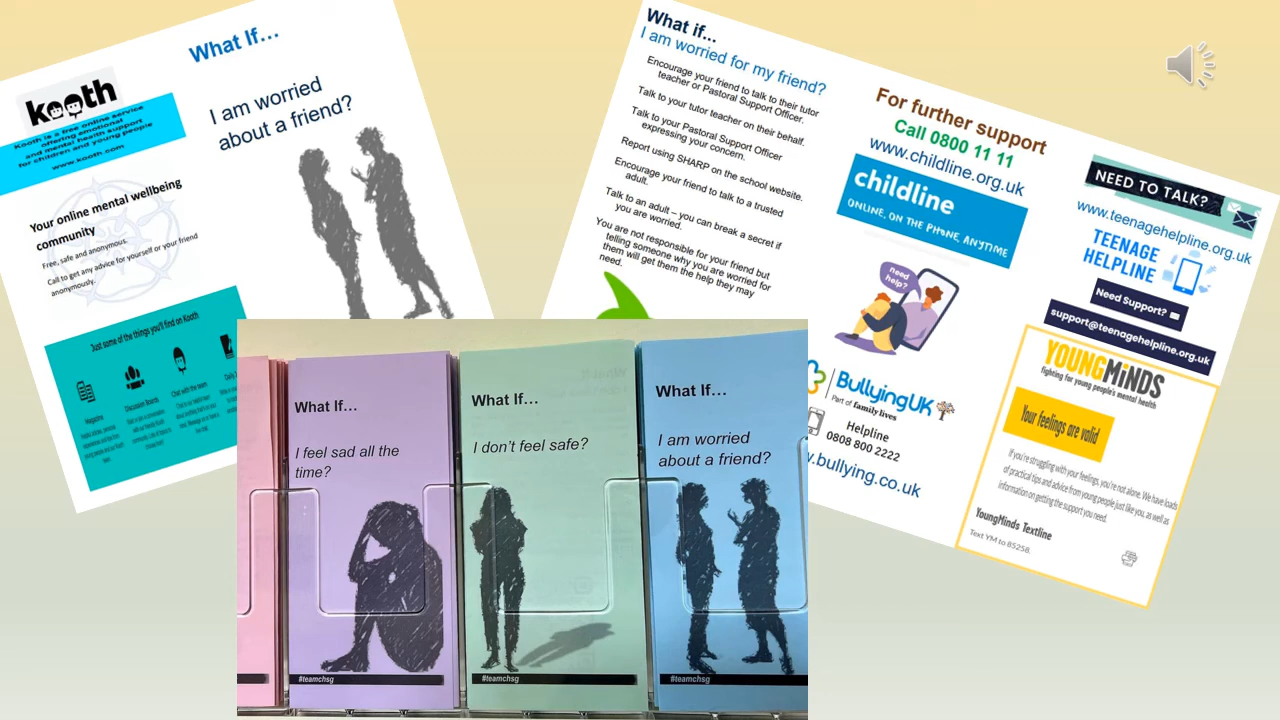 kooth
Kooth is a free online service
offering emotional
and mental health support
for children and young people
www.kooth.com
Your online mental wellbeing
community
Free, safe and anonymous.
Call to get any advice for yourself or your friend
anonymously.
Just some of the things you'll find on Kooth
Magazine
Discussion Boards
Chat with the team
What If…
I am worried
about a friend?
What if...
I am worried for my friend?
Encourage your friend to talk to their tutor
teacher or Pastoral Support Officer.
Talk to your tutor teacher on their behalf.
Talk to your Pastoral Support Officer
expressing your concern.
Report using SHARP on the school website.
Encourage your friend to talk to a trusted
adult.
Talk to an adult – you can break a secret if
you are worried.
You are not responsible for your friend but
telling someone why you are worried for
them will get them the help they may
need.
For further support
Call 0800 11 11
www.childline.org.uk
childline
ONLINE, ON THE PHONE, ANYTIME
need
help?
BullyingUK
Part of family lives
Helpline
0808 800 2222
.bullying.co.uk
NEED TO TALK?
www.teenagehelpline.org.uk
TEENAGE
HELPLINE
Need Support?
support@teenagehelpline.org.uk
YOUNGMiNDS
fighting for young people's mental health
Your feelings are valid
If you're struggling with your feelings, you're not alone. We have loads
of practical tips and advice from young people just like you, as well as
information on getting the support you need.
YoungMinds Textline
Text YM to 85258.
What If…
I feel sad all the
time?
#teamchsg
What If…
I don't feel safe?
#teamchsg
What If…
I am worried
about a friend?
#teamchsg